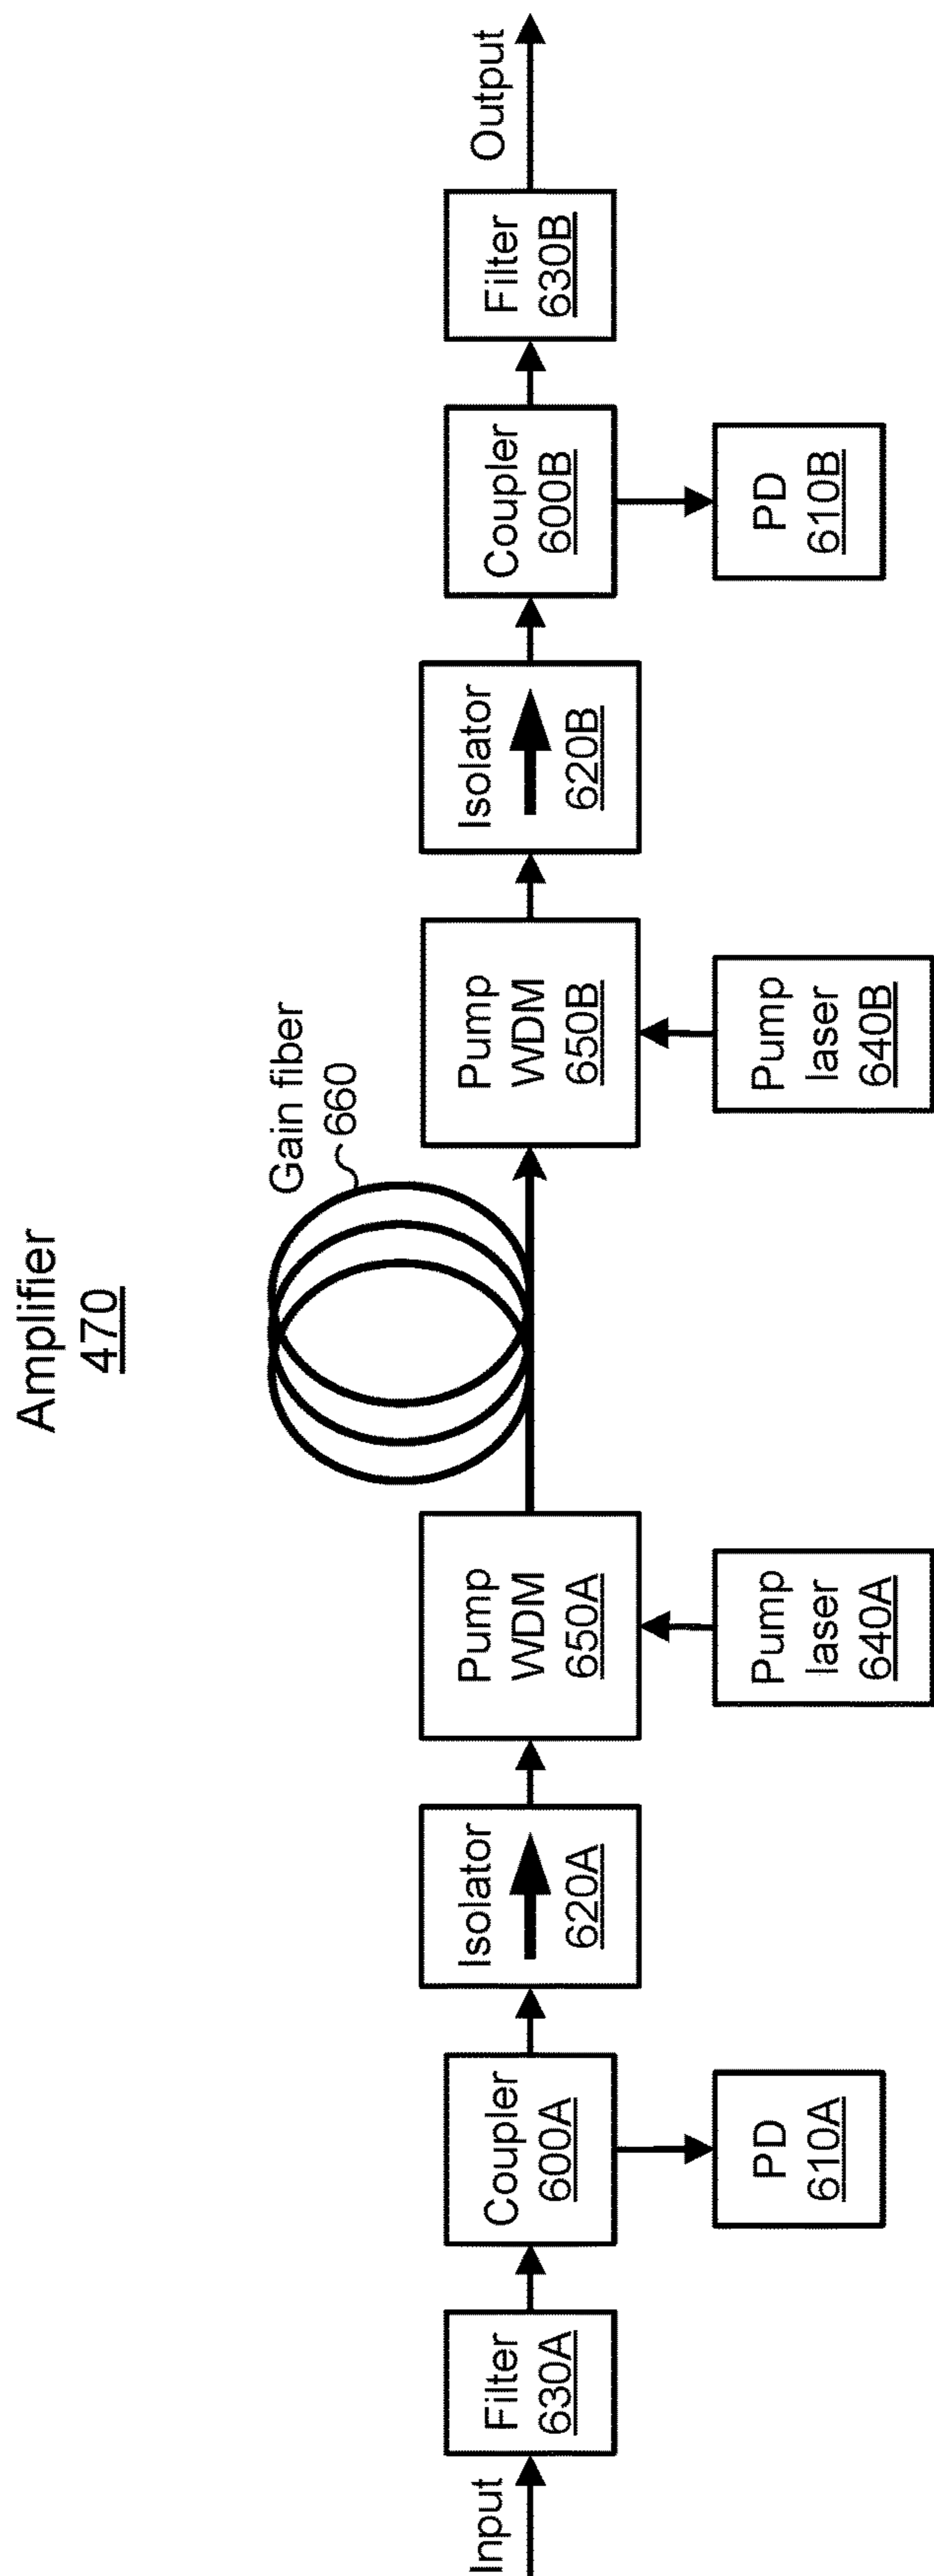 Amplifier
470
Gain fiber
660
Input
Filter
630A
Coupler
600A
Isolator
620A
Pump
WDM
650A
Pump
WDM
650B
Isolator
620B
Coupler
600B
Filter
630B
Output
PD
610A
Pump
laser
640A
Pump
laser
640B
PD
610B